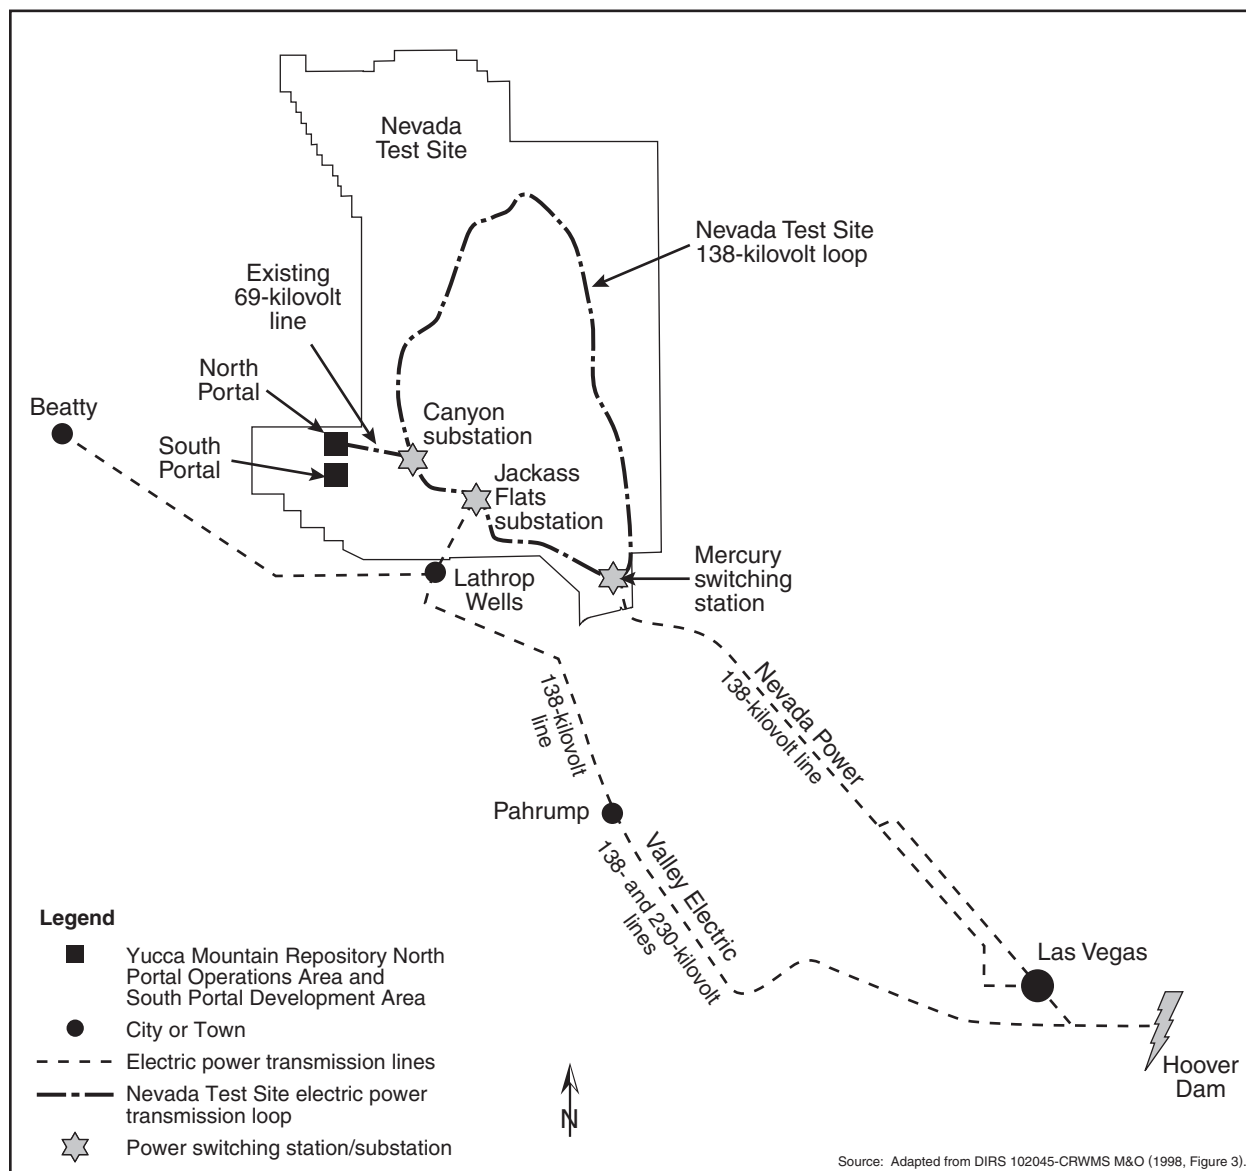 Nevada
Test Site
Nevada Test Site
138-kilovolt loop
Existing
69-kilovolt
line
North
Portal
Beatty
South
Portal
Canyon
substation
Jackass
Flats
substation
Lathrop
Wells
Mercury
switching
station
138-kilovolt
line
Nevada Power
138-kilovolt line
Pahrump
Valley Electric
138- and 230-kilovolt
lines
Las Vegas
Hoover
Dam
Legend
Yucca Mountain Repository North
Portal Operations Area and
South Portal Development Area
City or Town
Electric power transmission lines
Nevada Test Site electric power
transmission loop
Power switching station/substation
N
Source: Adapted from DIRS 102045-CRWMS M&O (1998, Figure 3).